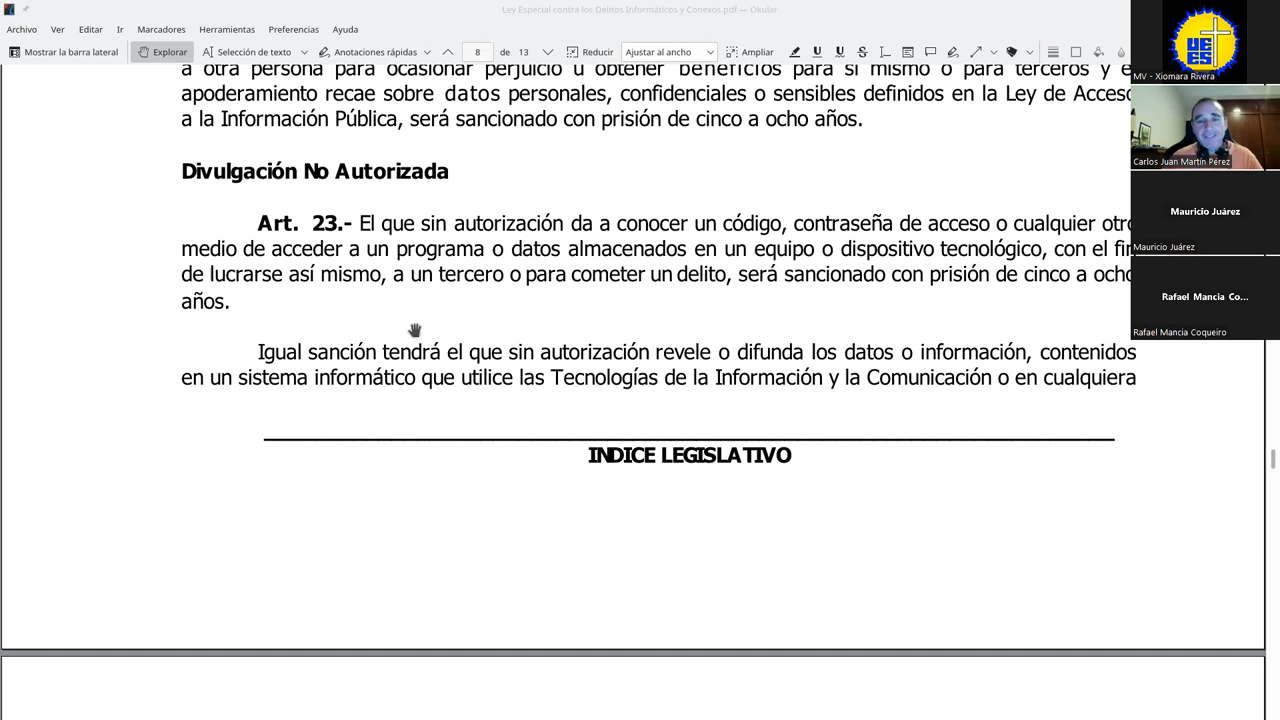 Ley Especial contra los Delitos Informáticos y Conexos.pdf — Okular
Archivo Ver Editar Ir Marcadores Herramientas Preferencias Ayuda
Mostrar la barra lateral Explorar Selección de texto Anotaciones rápidas 8 de 13 Reducir Ajustar al ancho Ampliar
a otra persona para ocasionar perjuicio u obtener beneficios para sí mismo o para terceros y e
apoderamiento recae sobre datos personales, confidenciales o sensibles definidos en la Ley de Acceso
a la Información Pública, será sancionado con prisión de cinco a ocho años.
Divulgación No Autorizada
Art. 23.- El que sin autorización da a conocer un código, contraseña de acceso o cualquier otro
medio de acceder a un programa o datos almacenados en un equipo o dispositivo tecnológico, con el fin
de lucrarse así mismo, a un tercero o para cometer un delito, será sancionado con prisión de cinco a ocho
años.
Igual sanción tendrá el que sin autorización revele o difunda los datos o información, contenidos
en un sistema informático que utilice las Tecnologías de la Información y la Comunicación o en cualquiera
INDICE LEGISLATIVO
UEES
MV - Xiomara Rivera
Carlos Juan Martín Pérez
Mauricio Juárez
Mauricio Juárez
Rafael Mancia Co...
Rafael Mancia Coqueiro